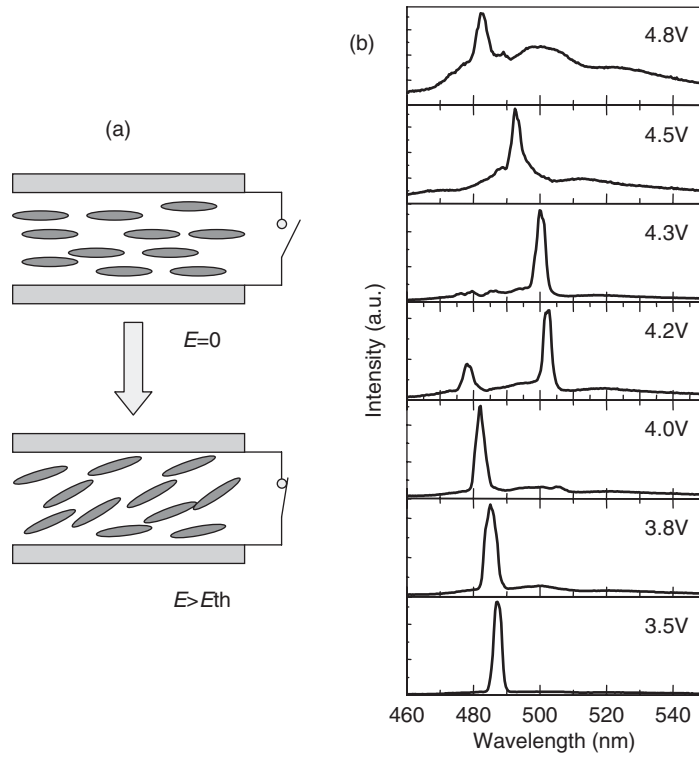 (a)
E=0
E>Eth
(b)
Intensity (a.u.)
4.8V
4.5V
4.3V
4.2V
4.0V
3.8V
3.5V
460 480 500 520 540
Wavelength (nm)